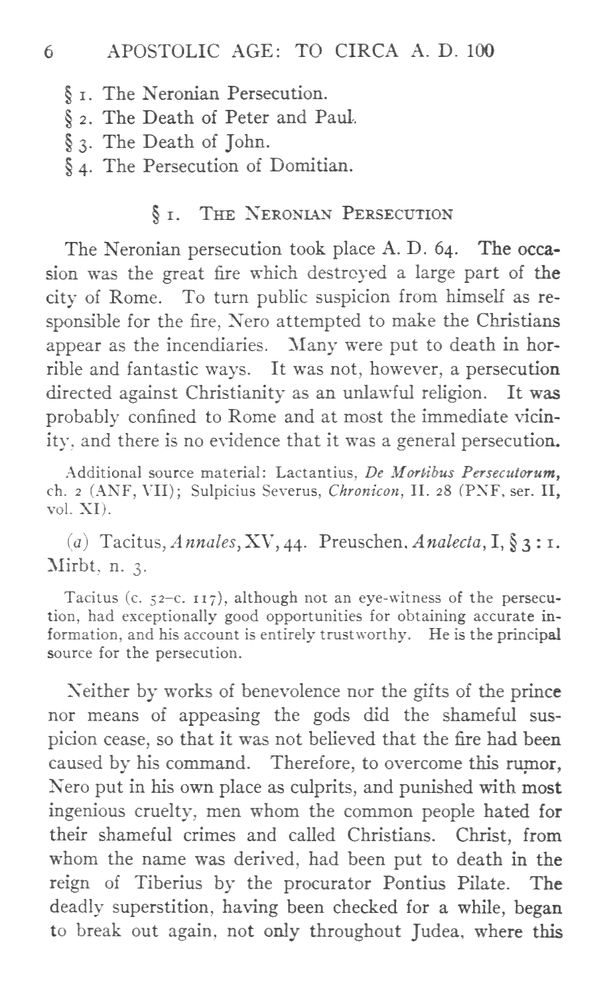 6 APOSTOLIC AGE: TO CIRCA A. D. 100
§ 1. The Neronian Persecution.
§ 2. The Death of Peter and Paul.
§ 3. The Death of John.
§ 4. The Persecution of Domitian.
§ 1. The Neronian Persecution
The Neronian persecution took place A. D. 64. The occa-
sion was the great fire which destroyed a large part of the
city of Rome. To turn public suspicion from himself as re-
sponsible for the fire, Nero attempted to make the Christians
appear as the incendiaries. Many were put to death in hor-
rible and fantastic ways. It was not, however, a persecution
directed against Christianity as an unlawful religion. It was
probably confined to Rome and at most the immediate vicin-
ity, and there is no evidence that it was a general persecution.
Additional source material: Lactantius, De Mortibus Persecutorum,
ch. 2 (ANF, VII); Sulpicius Severus, Chronicon, II. 28 (PNF, ser. II,
vol. XI).
(a) Tacitus, Annales, XV, 44. Preuschen, Analecta, I, § 3 : 1.
Mirbt, n. 3.
Tacitus (c. 52–c. 117), although not an eye-witness of the persecu-
tion, had exceptionally good opportunities for obtaining accurate in-
formation, and his account is entirely trustworthy. He is the principal
source for the persecution.
Neither by works of benevolence nor the gifts of the prince
nor means of appeasing the gods did the shameful sus-
picion cease, so that it was not believed that the fire had been
caused by his command. Therefore, to overcome this rumor,
Nero put in his own place as culprits, and punished with most
ingenious cruelty, men whom the common people hated for
their shameful crimes and called Christians. Christ, from
whom the name was derived, had been put to death in the
reign of Tiberius by the procurator Pontius Pilate. The
deadly superstition, having been checked for a while, began
to break out again, not only throughout Judea, where this